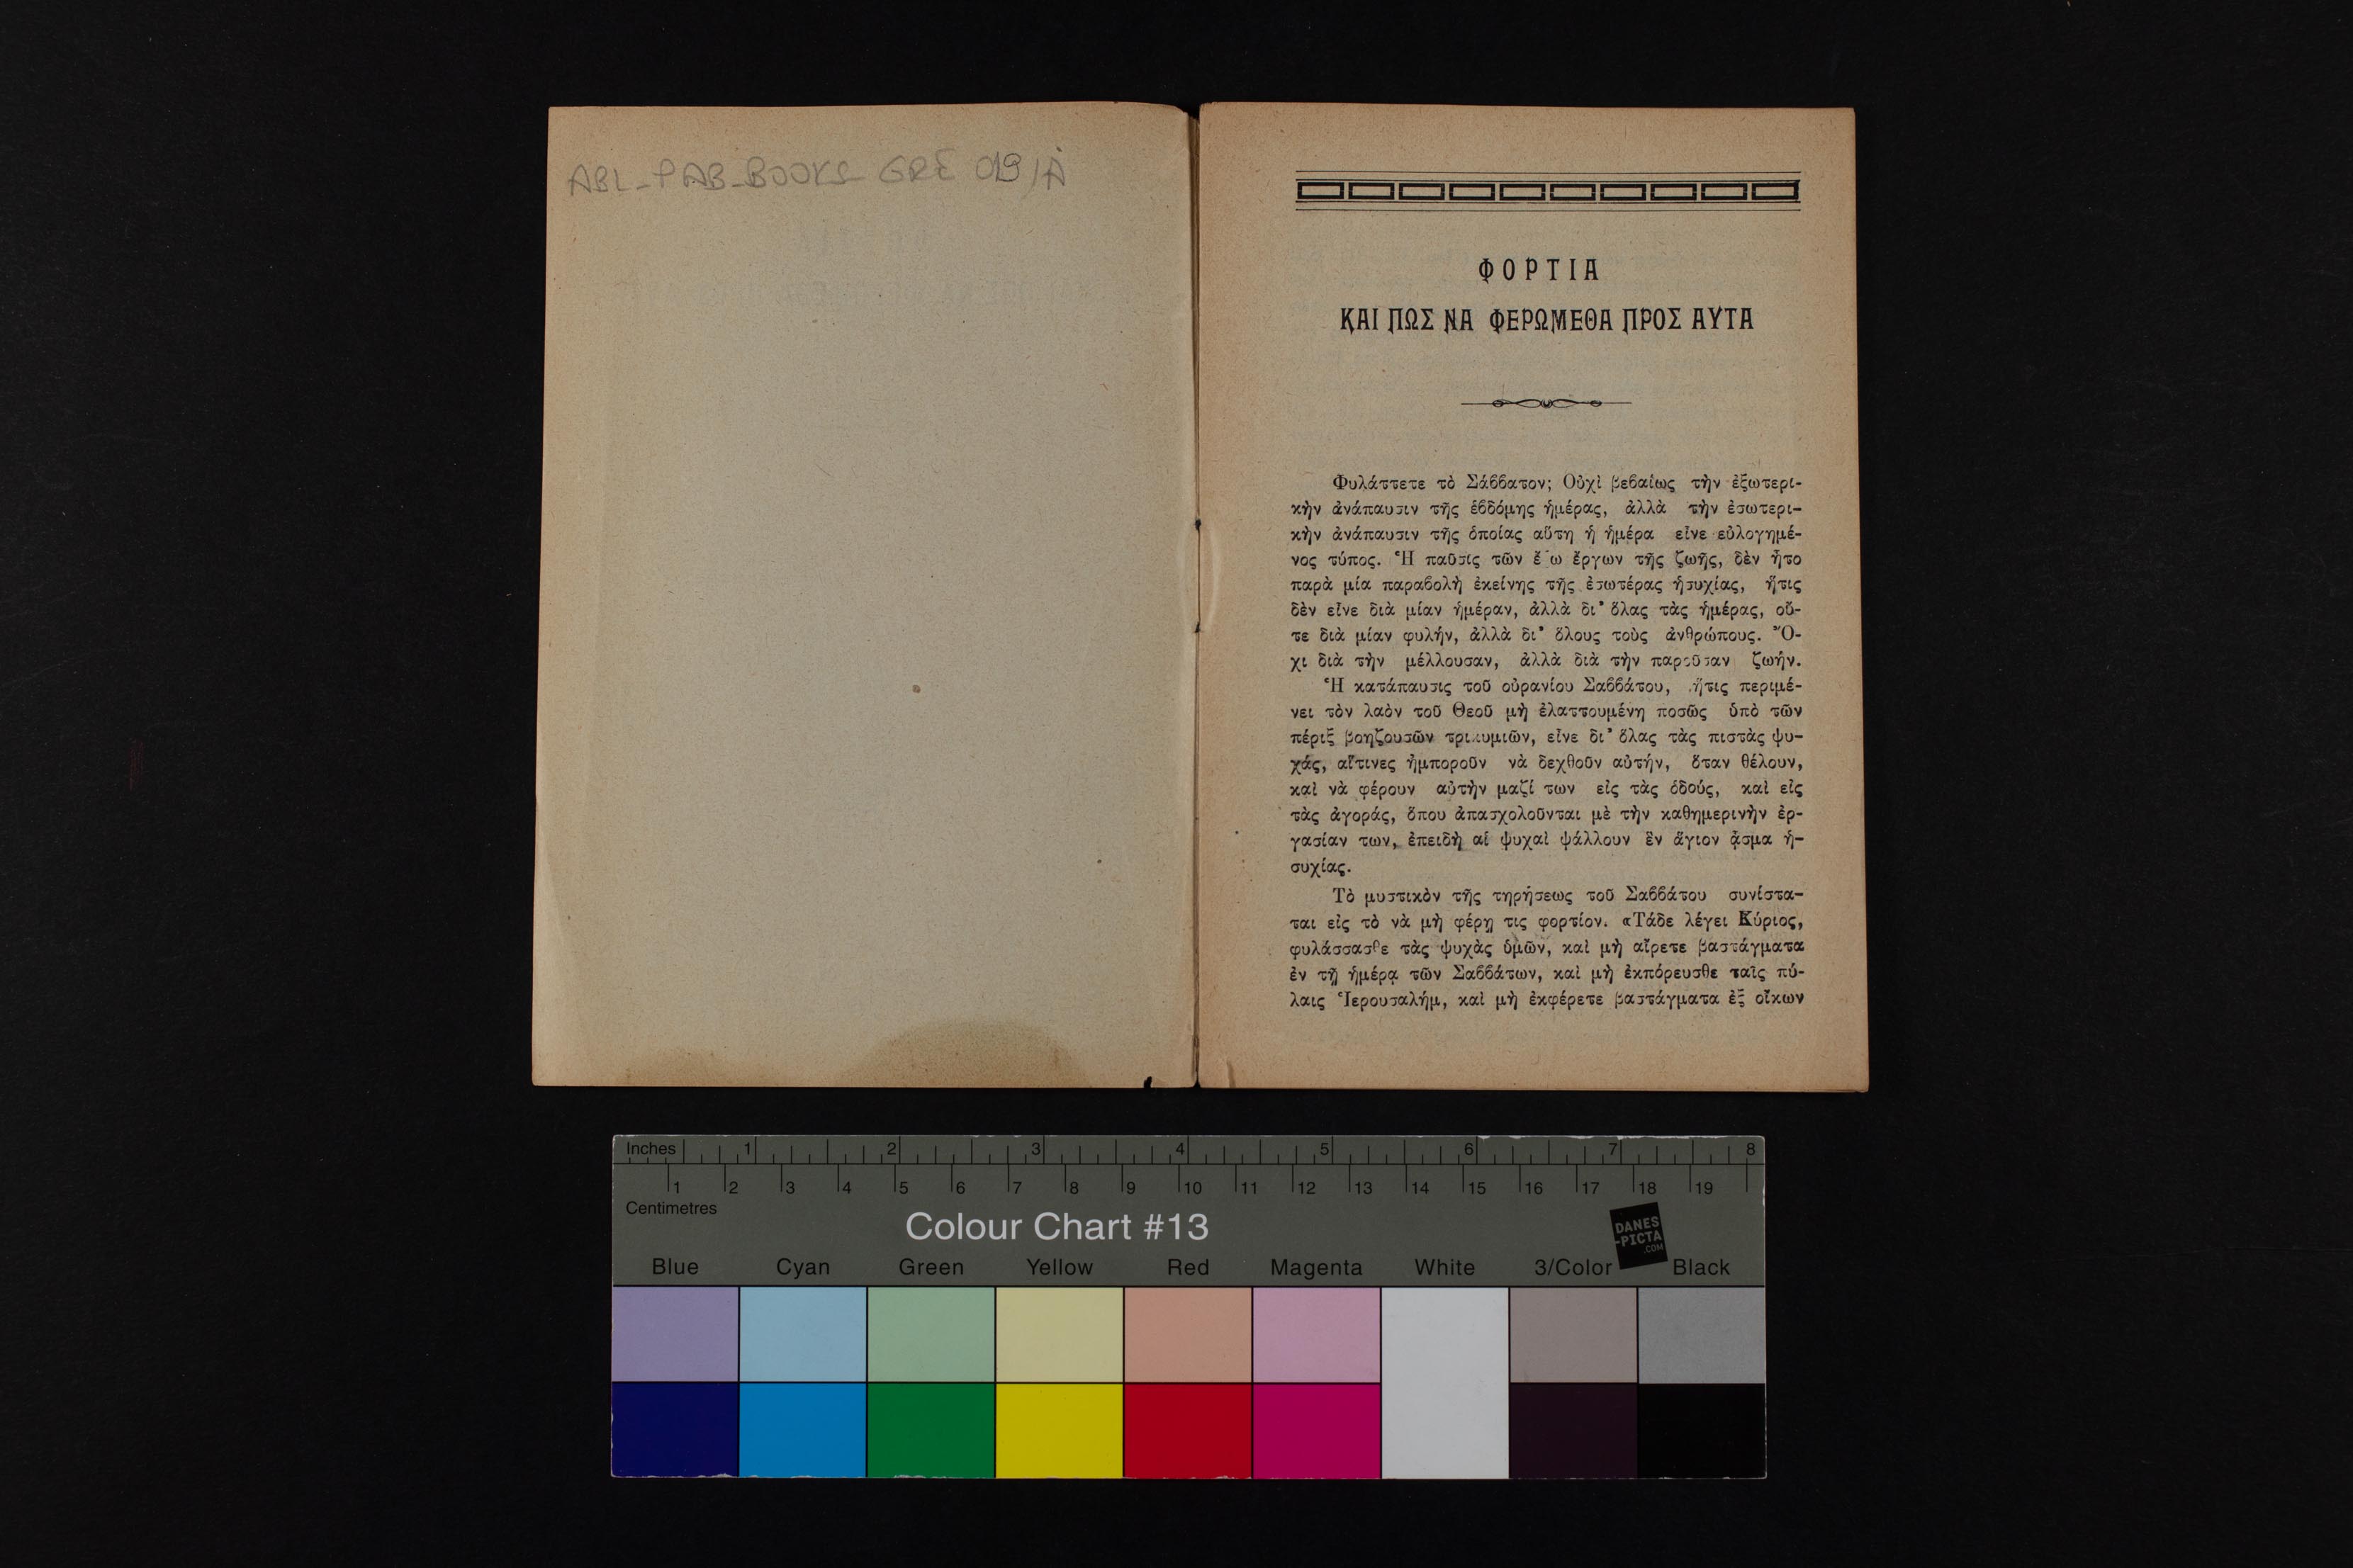 ABL_PAB_BOOKS GRE 019/A
ΦΟΡΤΙΑ
ΚΑΙ ΠΩΣ ΝΑ ΦΕΡΩΜΕΘΑ ΠΡΟΣ ΑΥΤΑ
Φυλάττετε τὸ Σάββατον; Οὐχὶ βεβαίως τὴν ἐξωτερι-
κὴν ἀνάπαυσιν τῆς ἑβδόμης ἡμέρας, ἀλλὰ τὴν ἐσωτερι-
κὴν ἀνάπαυσιν τῆς ὁποίας αὕτη ἡ ἡμέρα εἶνε εὐλογημέ-
νος τύπος. Ἡ παῦσις τῶν ἔξω ἔργων τῆς ζωῆς, δὲν ἦτο
παρὰ μία παραβολὴ ἐκείνης τῆς ἐσωτέρας ἡσυχίας, ἥτις
δὲν εἶνε διὰ μίαν ἡμέραν, ἀλλὰ δι' ὅλας τὰς ἡμέρας, οὔ-
τε διὰ μίαν φυλήν, ἀλλὰ δι' ὅλους τοὺς ἀνθρώπους. Ὄ-
χι διὰ τὴν μέλλουσαν, ἀλλὰ διὰ τὴν παροῦσαν ζωήν.
Ἡ κατάπαυσις τοῦ οὐρανίου Σαββάτου, ἥτις περιμέ-
νει τὸν λαὸν τοῦ Θεοῦ μὴ ἐλαττουμένη ποσῶς ὑπὸ τῶν
πέριξ βοηζουσῶν τρικυμιῶν, εἶνε δι' ὅλας τὰς πιστὰς ψυ-
χάς, αἵτινες ἠμποροῦν νὰ δεχθοῦν αὐτήν, ὅταν θέλουν,
καὶ νὰ φέρουν αὐτὴν μαζί των εἰς τὰς ὁδούς, καὶ εἰς
τὰς ἀγοράς, ὅπου ἀπασχολοῦνται μὲ τὴν καθημερινὴν ἐρ-
γασίαν των, ἐπειδὴ αἱ ψυχαὶ ψάλλουν ἓν ἅγιον ᾆσμα ἡ-
συχίας.
Τὸ μυστικὸν τῆς τηρήσεως τοῦ Σαββάτου συνίστα-
ται εἰς τὸ νὰ μὴ φέρῃ τις φορτίον. «Τάδε λέγει Κύριος,
φυλάσσασθε τὰς ψυχὰς ὑμῶν, καὶ μὴ αἴρετε βαστάγματα
ἐν τῇ ἡμέρᾳ τῶν Σαββάτων, καὶ μὴ ἐκπόρευσθε ταῖς πύ-
λαις Ἱερουσαλήμ, καὶ μὴ ἐκφέρετε βαστάγματα ἐξ οἴκων
Inches 1 2 3 4 5 6 7 8
1 2 3 4 5 6 7 8 9 10 11 12 13 14 15 16 17 18 19
Centimetres
Colour Chart #13
DANES
-PICTA
.COM
Blue Cyan Green Yellow Red Magenta White 3/Color Black